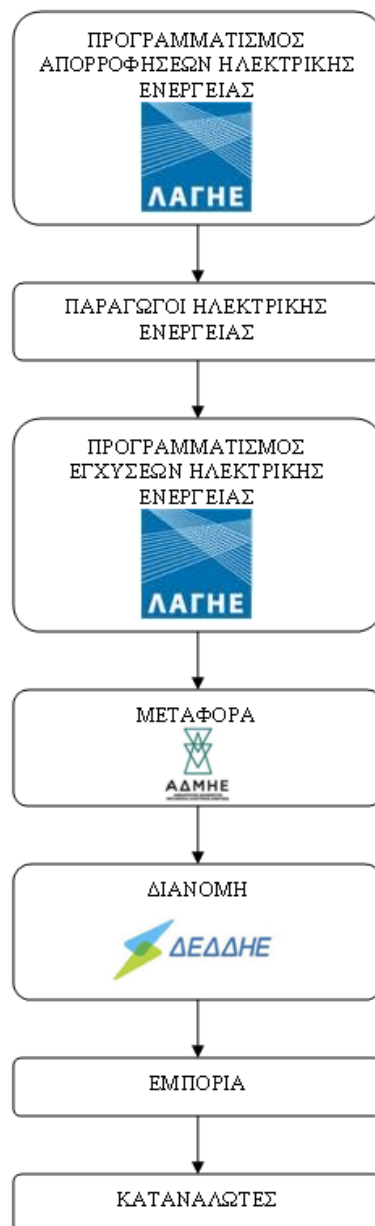 ΠΡΟΓΡΑΜΜΑΤΙΣΜΟΣ
ΑΠΟΡΡΟΦΗΣΕΩΝ ΗΛΕΚΤΡΙΚΗΣ
ΕΝΕΡΓΕΙΑΣ
ΛΑΓΗΕ
ΠΑΡΑΓΩΓΟΙ ΗΛΕΚΤΡΙΚΗΣ
ΕΝΕΡΓΕΙΑΣ
ΠΡΟΓΡΑΜΜΑΤΙΣΜΟΣ
ΕΓΧΥΣΕΩΝ ΗΛΕΚΤΡΙΚΗΣ
ΕΝΕΡΓΕΙΑΣ
ΛΑΓΗΕ
ΜΕΤΑΦΟΡΑ
ΑΔΜΗΕ
ΔΙΑΝΟΜΗ
ΔΕΔΔΗΕ
ΕΜΠΟΡΙΑ
ΚΑΤΑΝΑΛΩΤΕΣ